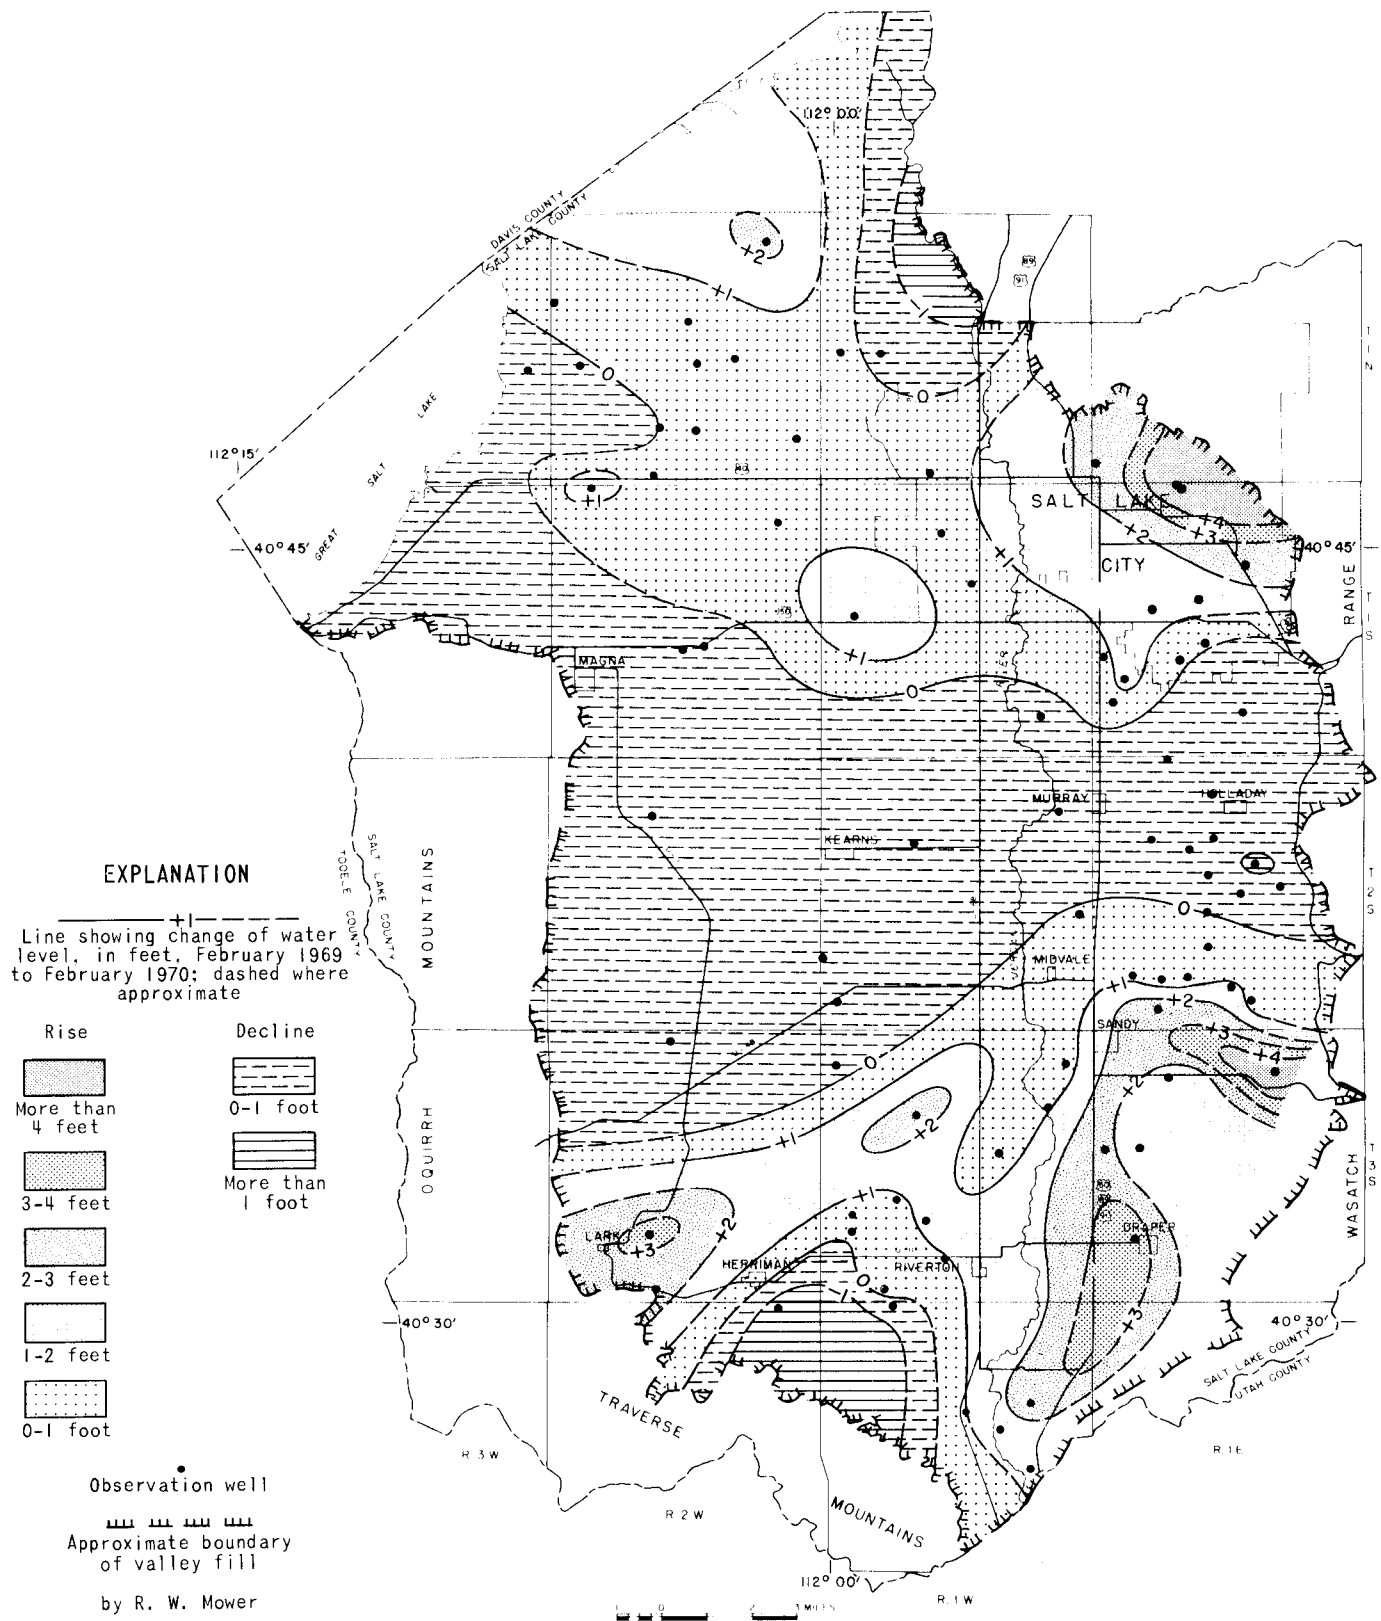 112° 00'
DAVIS COUNTY
SALT LAKE COUNTY
+2
+1
89
91
0
T
I
N
GREAT SALT LAKE
112° 15'
40° 45'
+1
80
SALT LAKE
CITY
+4
+3
+2
+1
40° 45'
+1
0
MAGNA
RANGE
T
I
S
MURRAY
HOLLADAY
KEARNS
SALT LAKE COUNTY
TOOELE COUNTY
OQUIRRH MOUNTAINS
T
2
S
0
MIDVALE
+1
+2
SANDY
+3
+4
+2
0
+1
+2
T
3
S
WASATCH
DRAPER
+3
LARK
+3
+2
HERRIMAN
RIVERTON
+1
0
-1
40° 30'
40° 30'
SALT LAKE COUNTY
UTAH COUNTY
TRAVERSE
MOUNTAINS
R. 3 W
R. 2 W
R. 1 W
R. 1 E
112° 00'
3 MILES
EXPLANATION
+1
Line showing change of water
level, in feet, February 1969
to February 1970; dashed where
approximate
Rise
Decline
More than
4 feet
0-1 foot
3-4 feet
More than
1 foot
2-3 feet
1-2 feet
0-1 foot
Observation well
Approximate boundary
of valley fill
by R. W. Mower